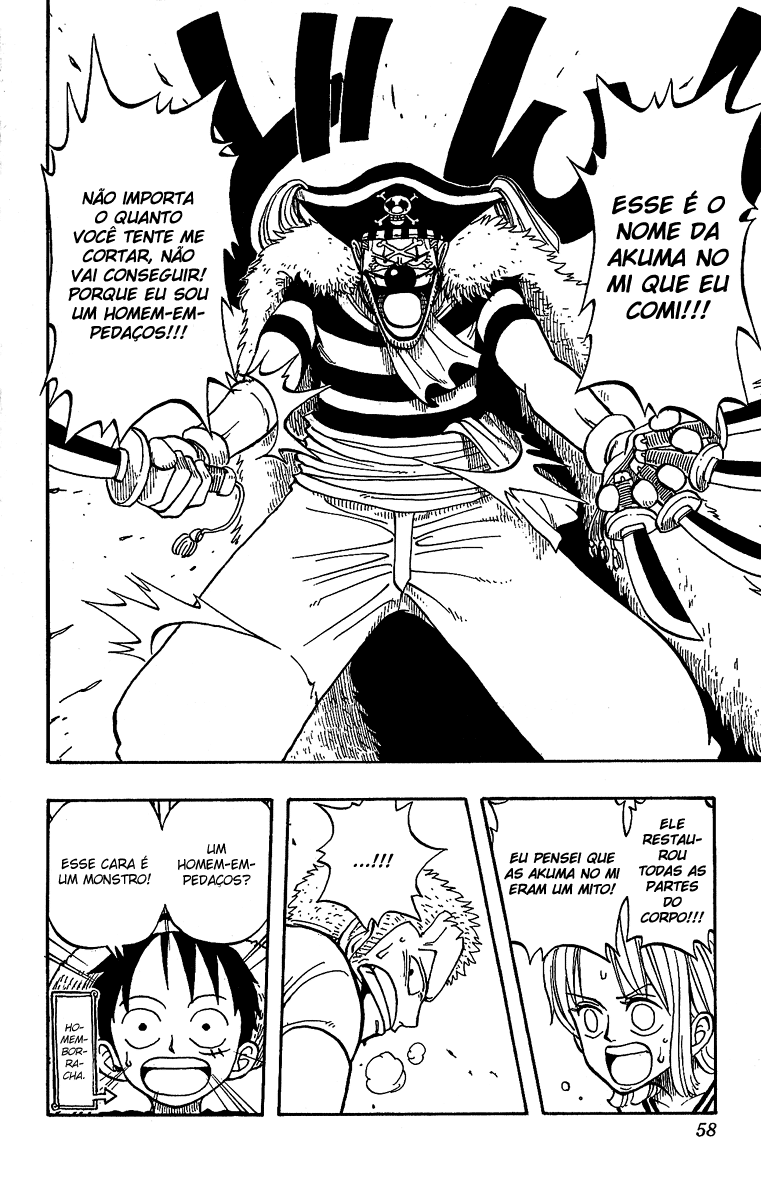 ESSE É O
NOME DA
AKUMA NO
MI QUE EU
COMI!!!
NÃO IMPORTA
O QUANTO
VOCÊ TENTE ME
CORTAR, NÃO
VAI CONSEGUIR!
PORQUE EU SOU
UM HOMEM-EM-
PEDAÇOS!!!
ELE
RESTAU-
ROU
TODAS AS
PARTES
DO
CORPO!!!
EU PENSEI QUE
AS AKUMA NO MI
ERAM UM MITO!
...!!!
UM
HOMEM-EM-
PEDAÇOS?
ESSE CARA É
UM MONSTRO!
HO-
MEM-
BOR-
RA-
CHA.
58